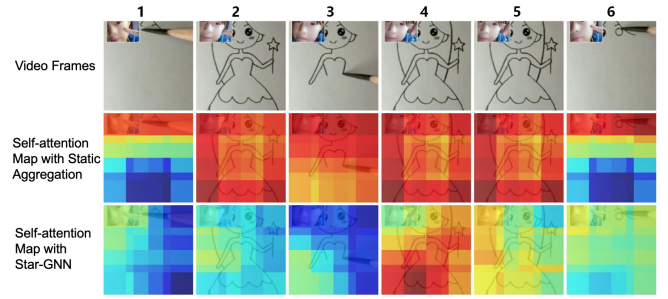 1 2 3 4 5 6
Video Frames
Self-attention
Map with Static
Aggregation
Self-attention
Map with
Star-GNN